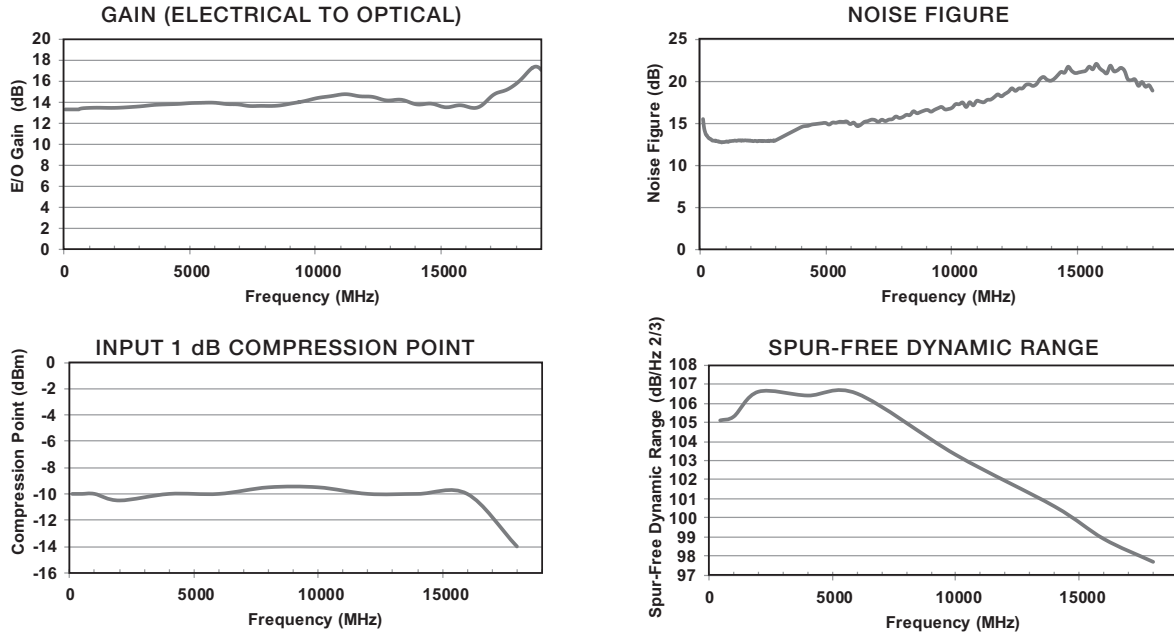 GAIN (ELECTRICAL TO OPTICAL)
20
18
16
14
12
10
8
6
4
2
0
E/O Gain (dB)
0 5000 10000 15000
Frequency (MHz)
NOISE FIGURE
25
20
15
10
5
0
Noise Figure (dB)
0 5000 10000 15000
Frequency (MHz)
INPUT 1 dB COMPRESSION POINT
0
-2
-4
-6
-8
-10
-12
-14
-16
Compression Point (dBm)
0 5000 10000 15000
Frequency (MHz)
SPUR-FREE DYNAMIC RANGE
108
107
106
105
104
103
102
101
100
99
98
97
Spur-Free Dynamic Range (dB/Hz 2/3)
0 5000 10000 15000
Frequency (MHz)